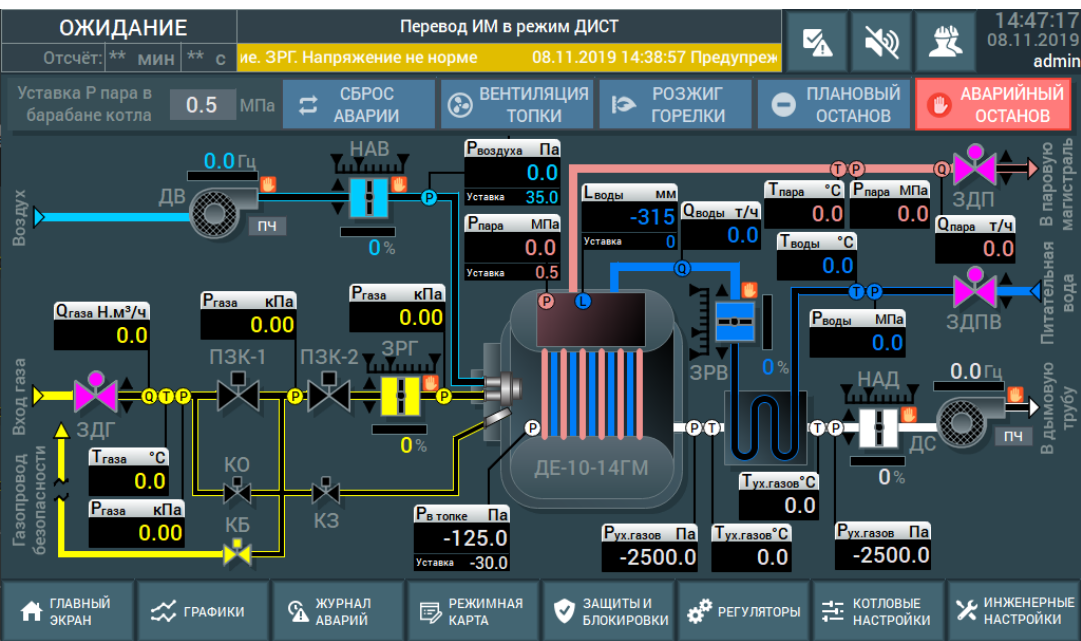 ОЖИДАНИЕ
Перевод ИМ в режим ДИСТ
14:47:17
08.11.2019
admin
Отсчёт: ** мин ** с
ие. ЗРГ. Напряжение не норме 08.11.2019 14:38:57 Предупреж
Уставка Р пара в
барабане котла
0.5 МПа
СБРОС
АВАРИИ
ВЕНТИЛЯЦИЯ
ТОПКИ
РОЗЖИГ
ГОРЕЛКИ
ПЛАНОВЫЙ
ОСТАНОВ
АВАРИЙНЫЙ
ОСТАНОВ
Воздух
ДВ
0.0 Гц
ПЧ
НАВ
0 %
Рвоздуха Па
0.0
Уставка 35.0
P
Рпара МПа
0.0
Уставка 0.5
Lводы мм
-315
Уставка 0
Qводы т/ч
0.0
Q
T P
Тпара °С
0.0
Рпара МПа
0.0
Q
ЗДП
Qпара т/ч
0.0
В паровую
магистраль
Тводы °С
0.0
T P
ЗДПВ
Питательная
вода
Рводы МПа
0.0
ЗРВ
0 %
Qгаза Н.м³/ч
0.0
Ргаза кПа
0.00
Ргаза кПа
0.00
Вход газа
ЗДГ
Q T P
ПЗК-1
P
ПЗК-2
ЗРГ
0 %
P
P
L
P
ДЕ-10-14ГМ
Тгаза °С
0.0
Ргаза кПа
0.00
Газопровод
безопасности
КО
КБ
КЗ
Рв топке Па
-125.0
Уставка -30.0
P T
Рух.газов Па
-2500.0
Тух.газов°С
0.0
Тух.газов°С
0.0
T P
Рух.газов Па
-2500.0
НАД
0 %
ДС
0.0 Гц
ПЧ
В дымовую
трубу
ГЛАВНЫЙ
ЭКРАН
ГРАФИКИ
ЖУРНАЛ
АВАРИЙ
РЕЖИМНАЯ
КАРТА
ЗАЩИТЫ И
БЛОКИРОВКИ
РЕГУЛЯТОРЫ
КОТЛОВЫЕ
НАСТРОЙКИ
ИНЖЕНЕРНЫЕ
НАСТРОЙКИ